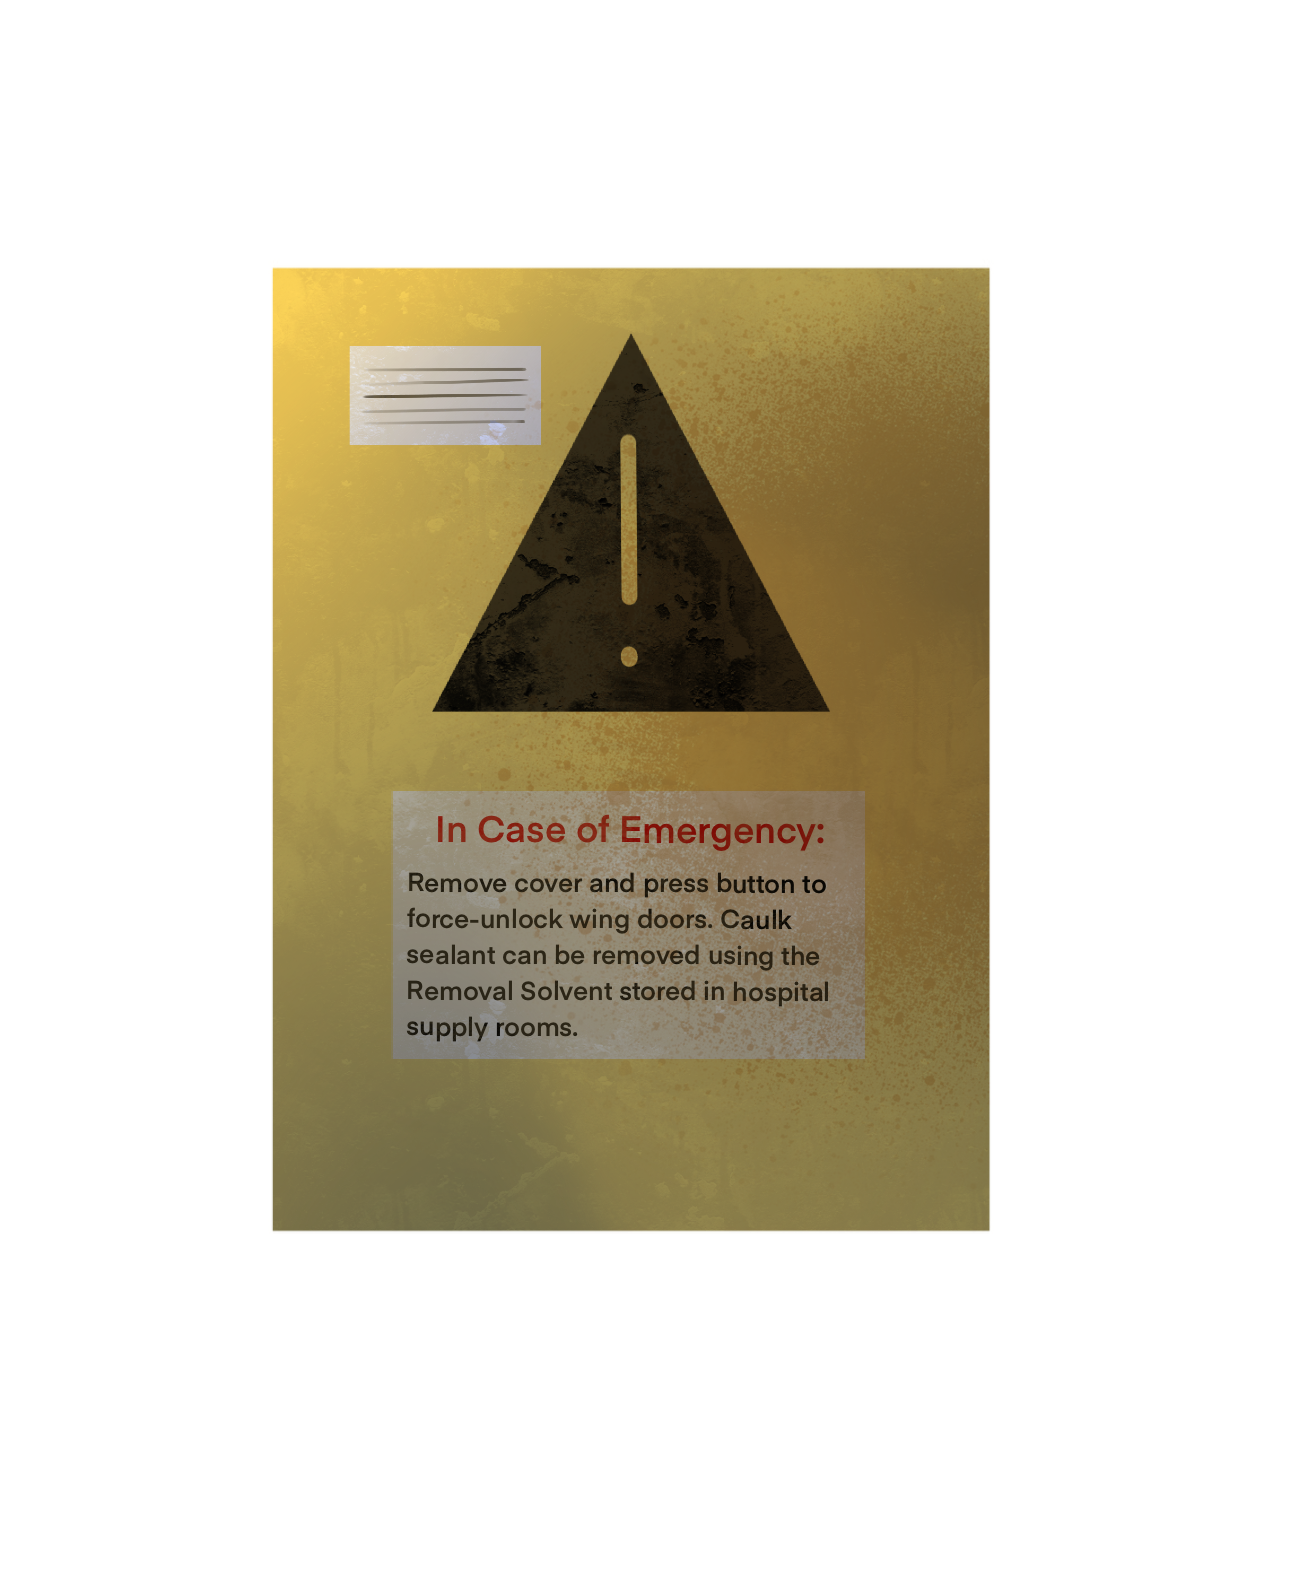 !
In Case of Emergency:
Remove cover and press button to
force-unlock wing doors. Caulk
sealant can be removed using the
Removal Solvent stored in hospital
supply rooms.